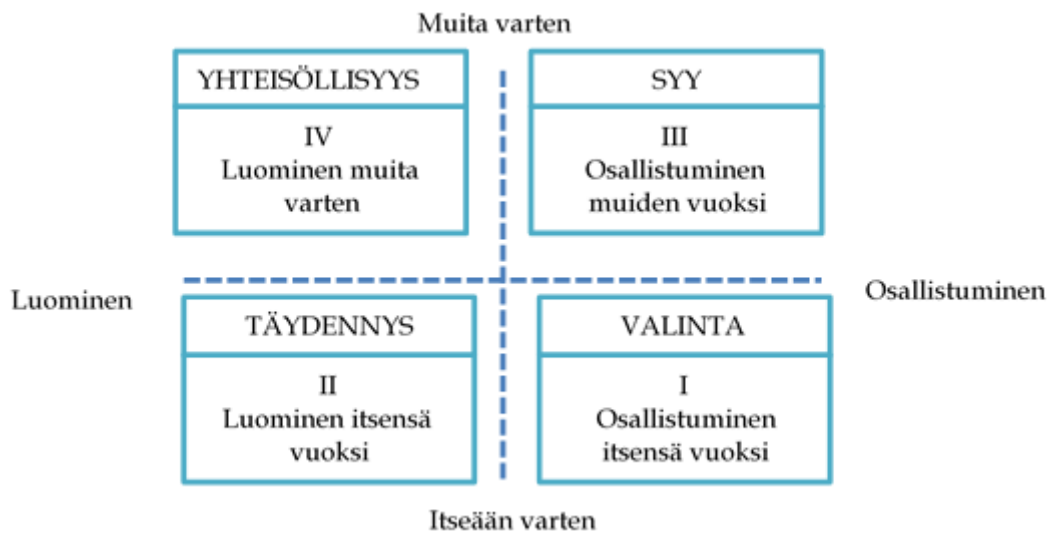 Muita varten
YHTEISÖLLISYYS
IV
Luominen muita
varten
SYY
III
Osallistuminen
muiden vuoksi
Luominen
Osallistuminen
TÄYDENNYS
II
Luominen itsensä
vuoksi
VALINTA
I
Osallistuminen
itsensä vuoksi
Itseään varten